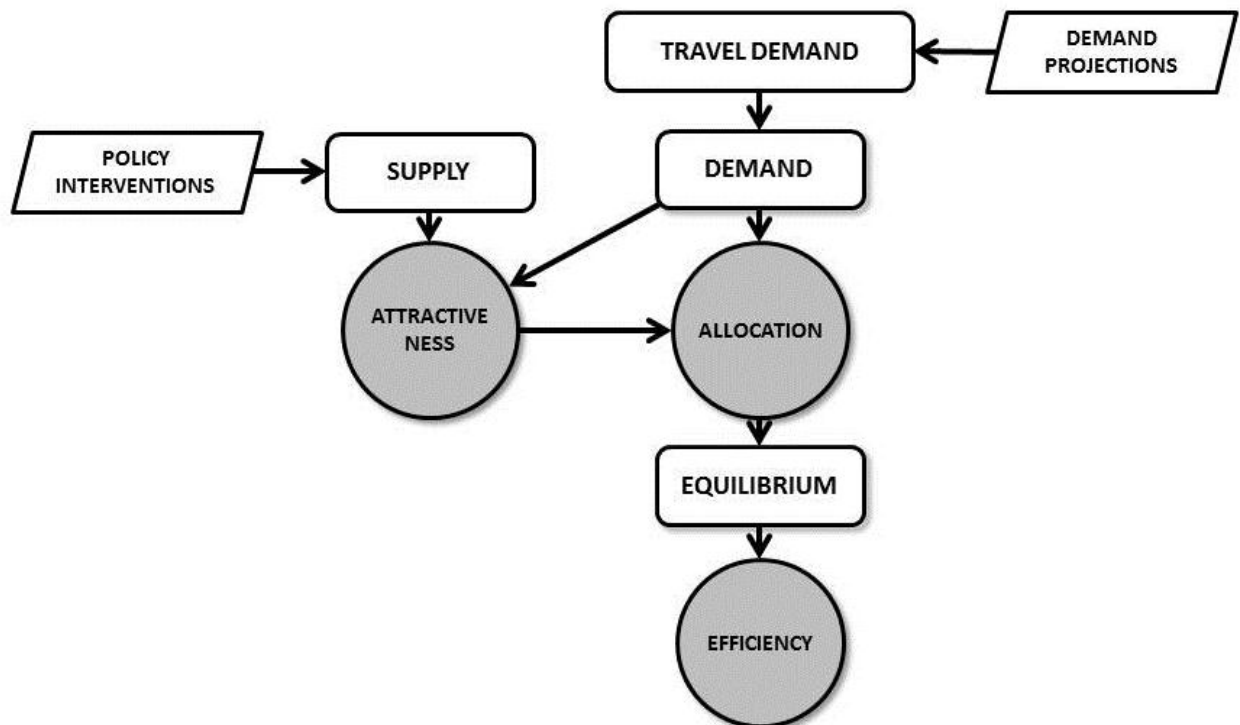 TRAVEL DEMAND
DEMAND
PROJECTIONS
POLICY
INTERVENTIONS
SUPPLY
DEMAND
ATTRACTIVE
NESS
ALLOCATION
EQUILIBRIUM
EFFICIENCY